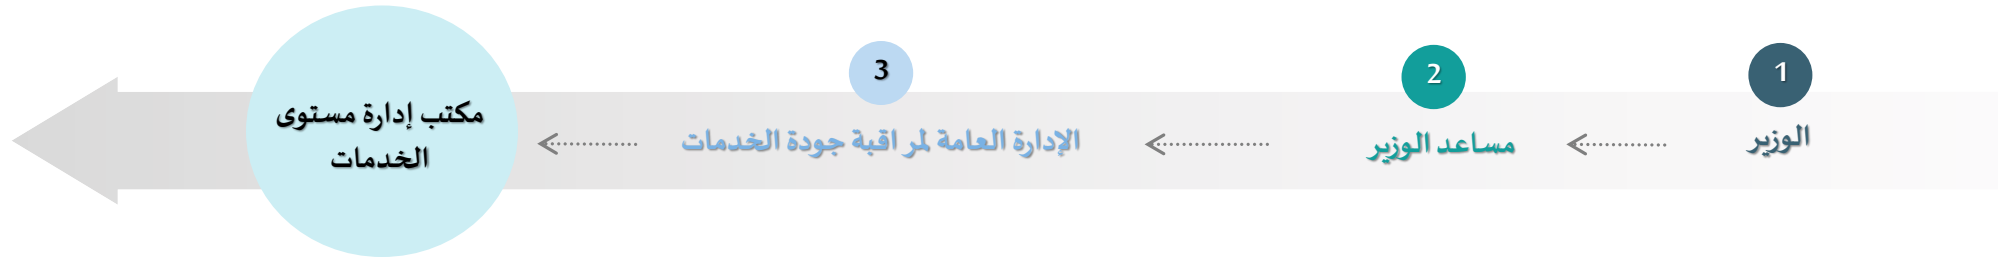 1
الوزير
2
مساعد الوزير
3
الإدارة العامة لمراقبة جودة الخدمات
مكتب إدارة مستوى
الخدمات